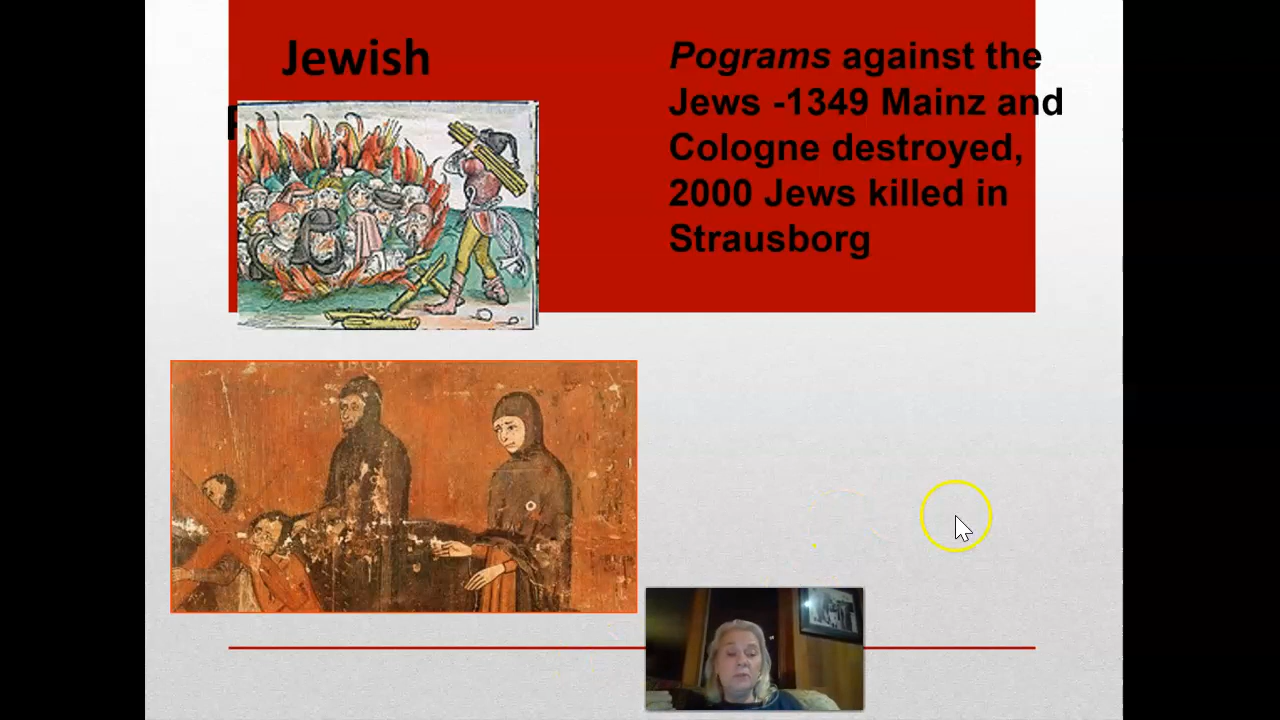 Jewish
Pograms against the
Jews -1349 Mainz and
Cologne destroyed,
2000 Jews killed in
Strausborg